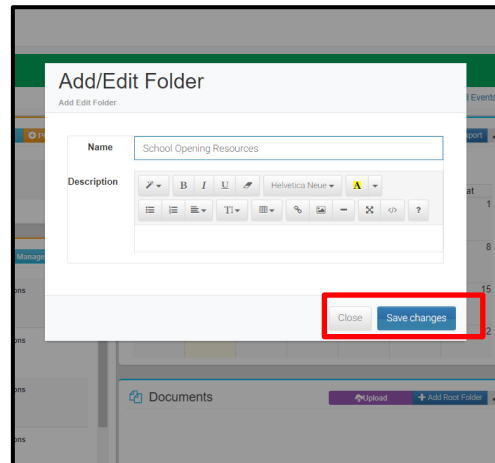 Add/Edit Folder
Add Edit Folder
l Events
port
Name School Opening Resources
at
1
Description
B I U Helvetica Neue A
TI
?
8
Manage
ons
15
Close Save changes
ons
2
ons
Documents Upload + Add Root Folder
ons